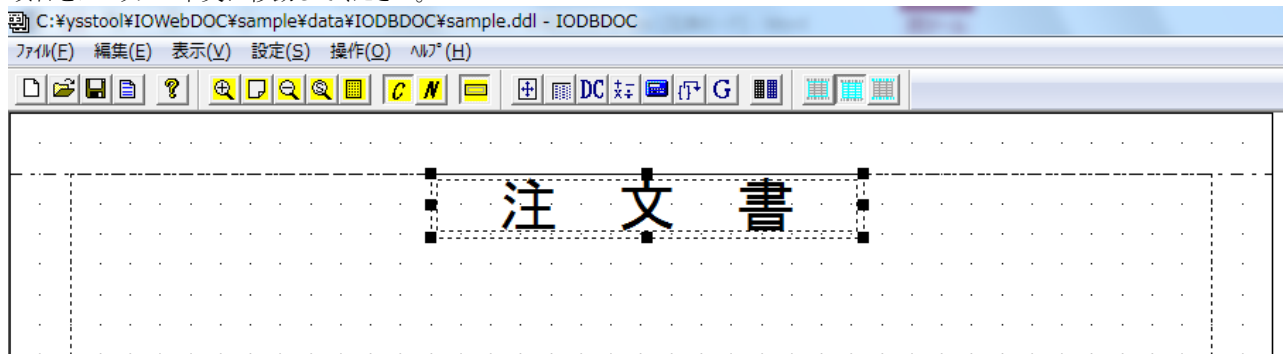 C:¥ysstool¥IOWebDOC¥sample¥data¥IODBDOC¥sample.ddl - IODBDOC
ﾌｧｲﾙ(F) 編集(E) 表示(V) 設定(S) 操作(O) ﾍﾙﾌﾟ(H)
C N DC G
注 文 書